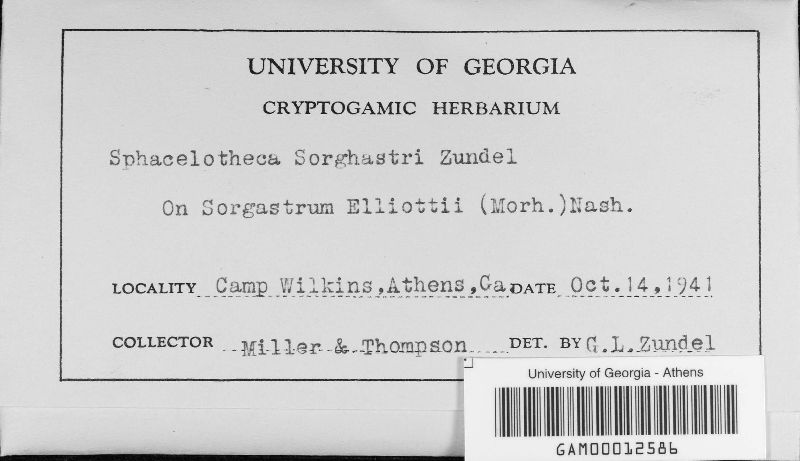 UNIVERSITY OF GEORGIA
CRYPTOGAMIC HERBARIUM
Sphacelotheca Sorghastri Zundel
On Sorgastrum Elliottii (Morh.)Nash.
LOCALITY Camp Wilkins,Athens,Ga. DATE Oct.14,1941
COLLECTOR Miller & Thompson DET. BY G.L.Zundel
University of Georgia - Athens
GAM00012586